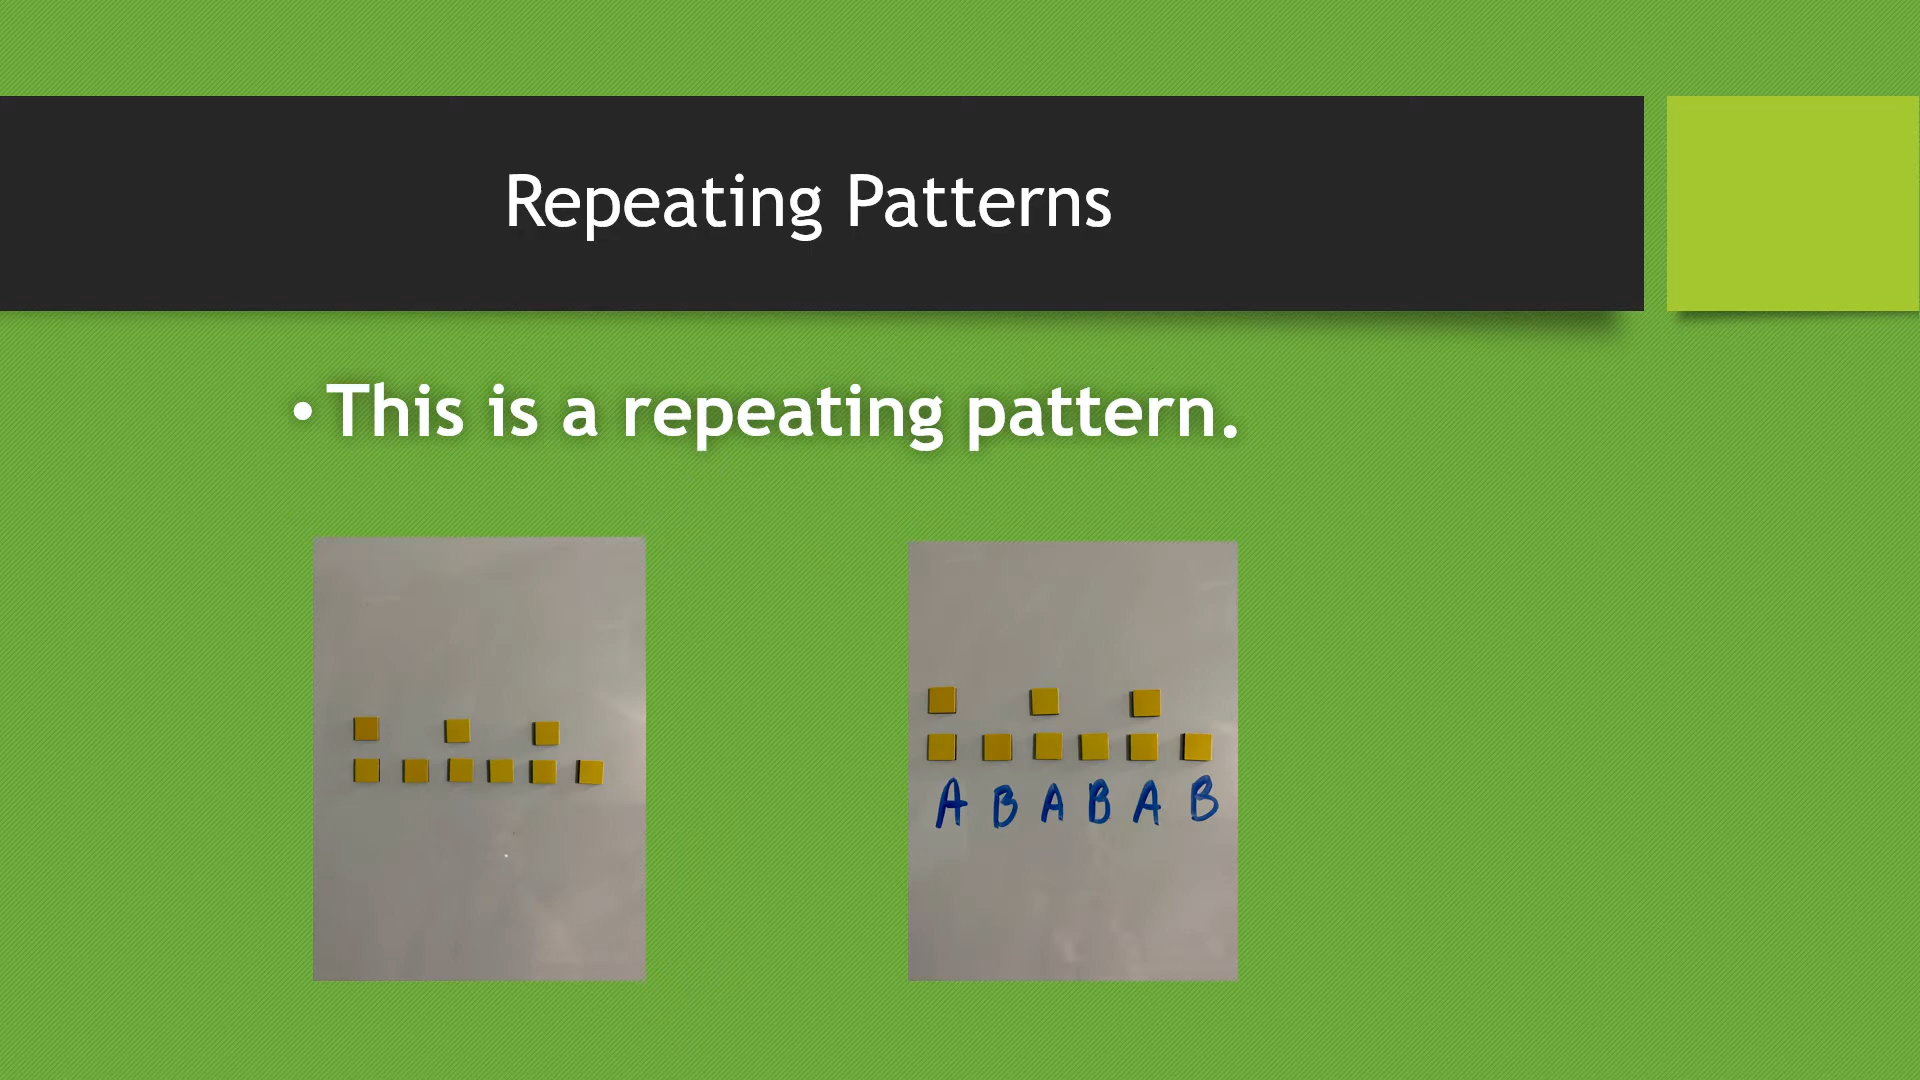 Repeating Patterns
• This is a repeating pattern.
A B A B A B